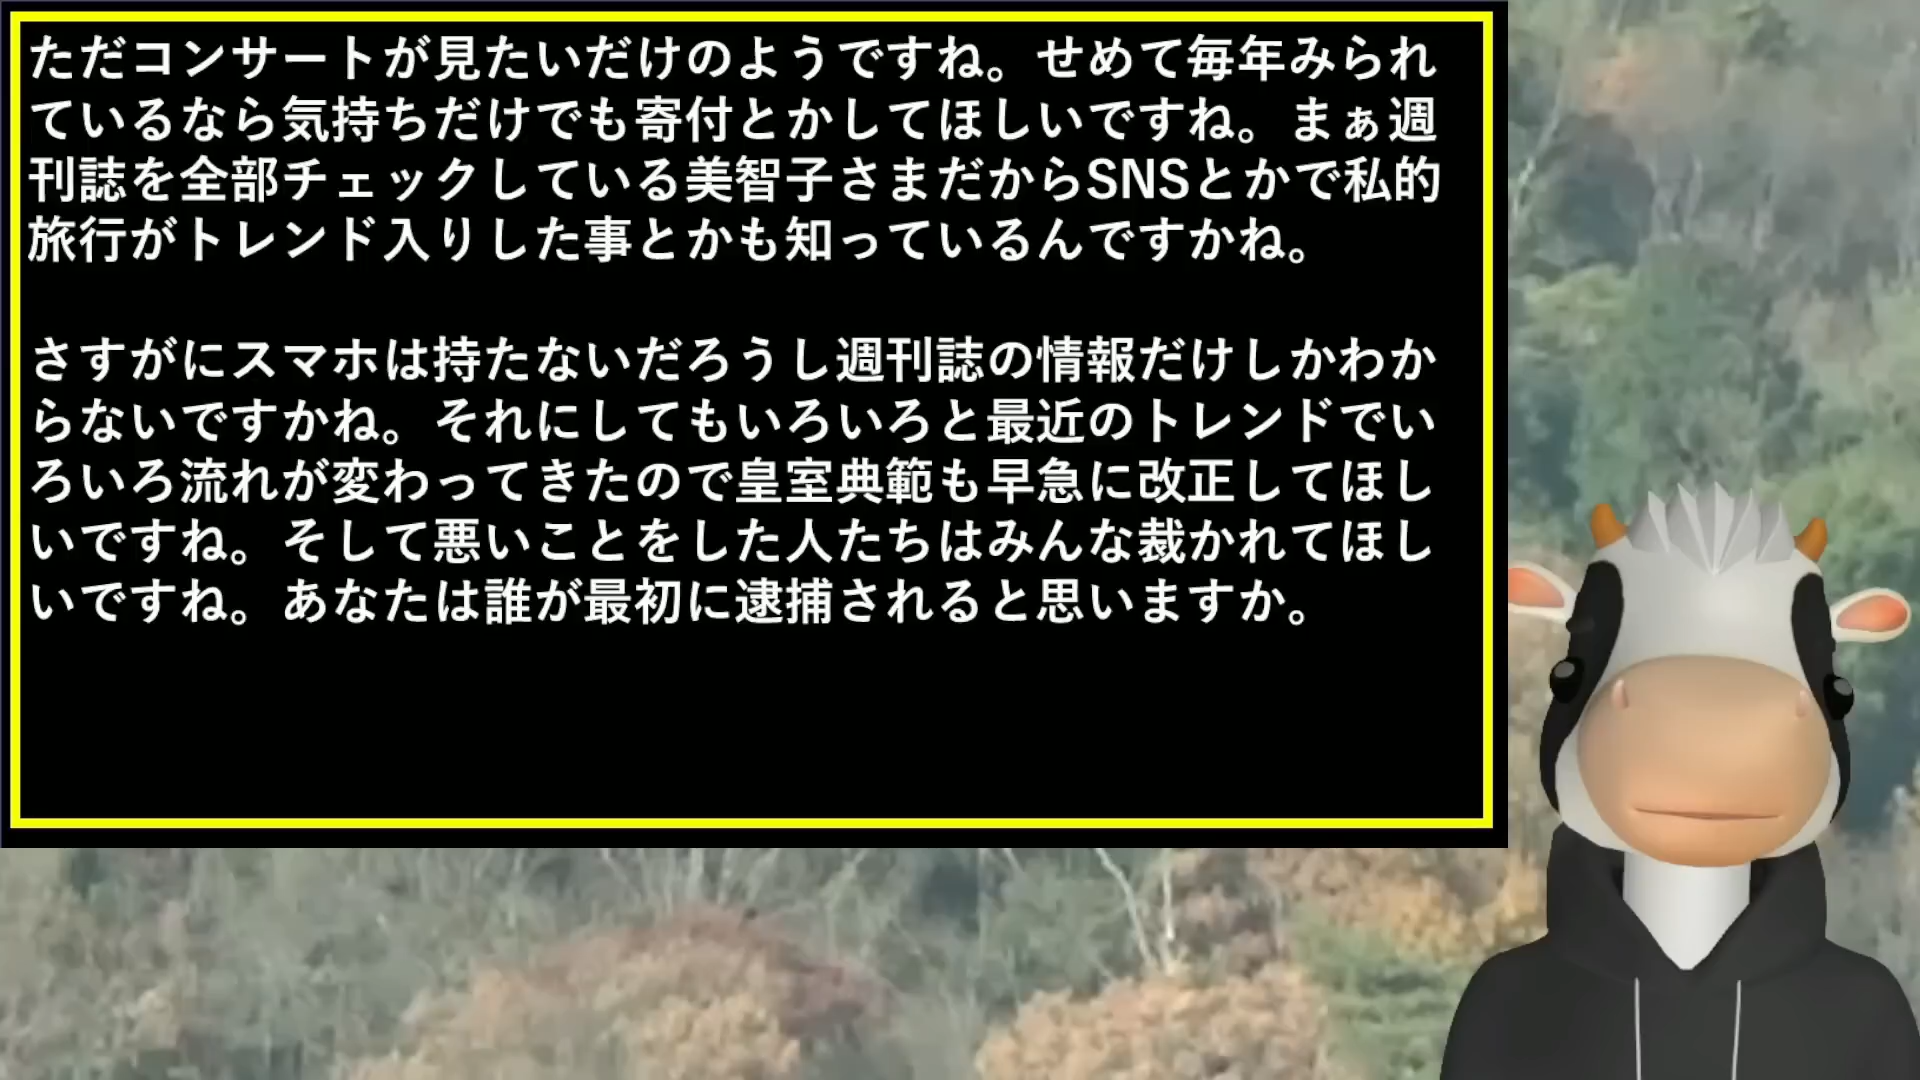 ただコンサートが見たいだけのようですね。せめて毎年みられ
ているなら気持ちだけでも寄付とかしてほしいですね。まぁ週
刊誌を全部チェックしている美智子さまだからSNSとかで私的
旅行がトレンド入りした事とかも知っているんですかね。
さすがにスマホは持たないだろうし週刊誌の情報だけしかわか
らないですかね。それにしてもいろいろと最近のトレンドでい
ろいろ流れが変わってきたので皇室典範も早急に改正してほし
いですね。そして悪いことをした人たちはみんな裁かれてほし
いですね。あなたは誰が最初に逮捕されると思いますか。